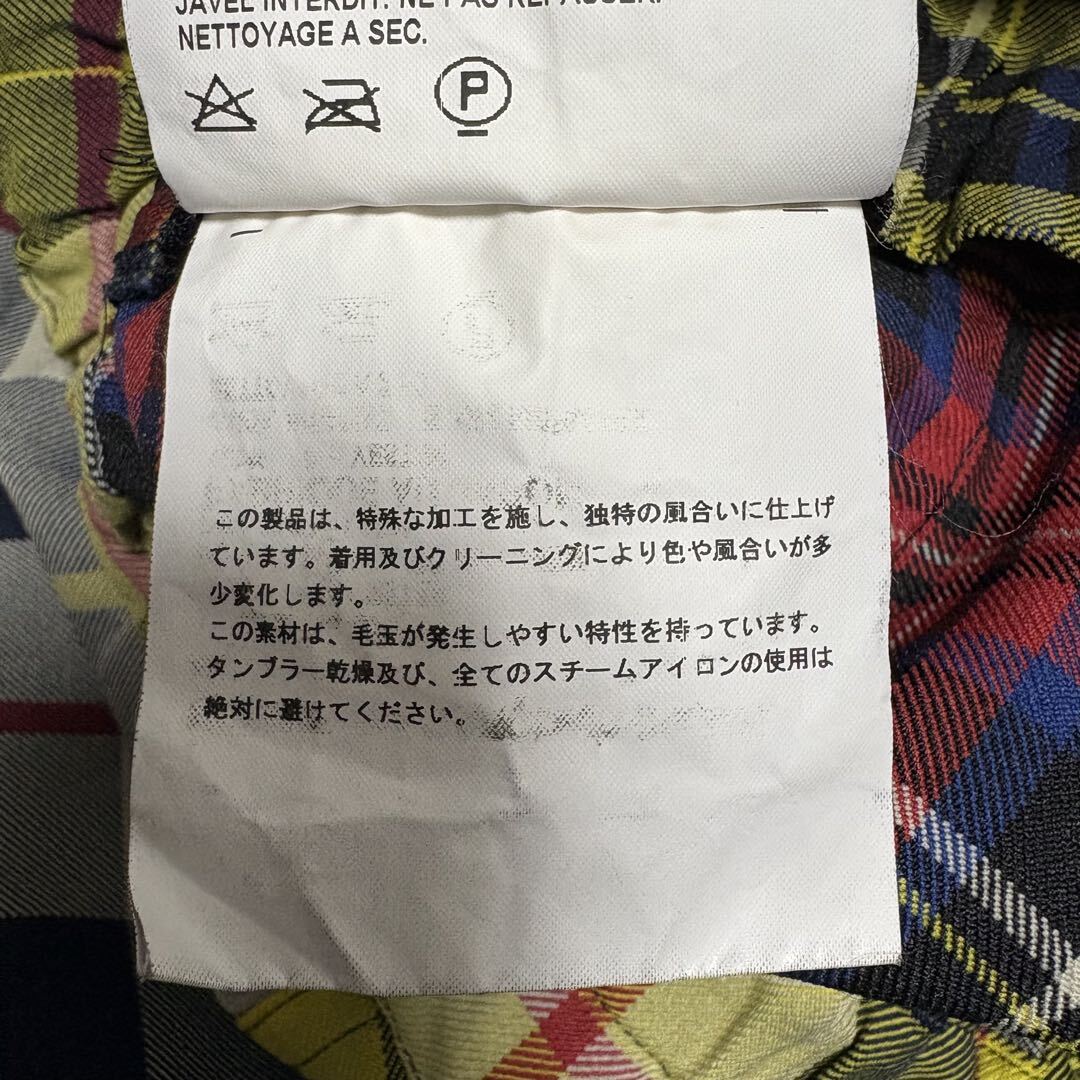 JAVEL INTERDIT. NE PAS REPASSER.
NETTOYAGE A SEC.
P
この製品は、特殊な加工を施し、独特の風合いに仕上げ
ています。着用及びクリーニングにより色や風合いが多
少変化します。
この素材は、毛玉が発生しやすい特性を持っています。
タンブラー乾燥及び、全てのスチームアイロンの使用は
絶対に避けてください。